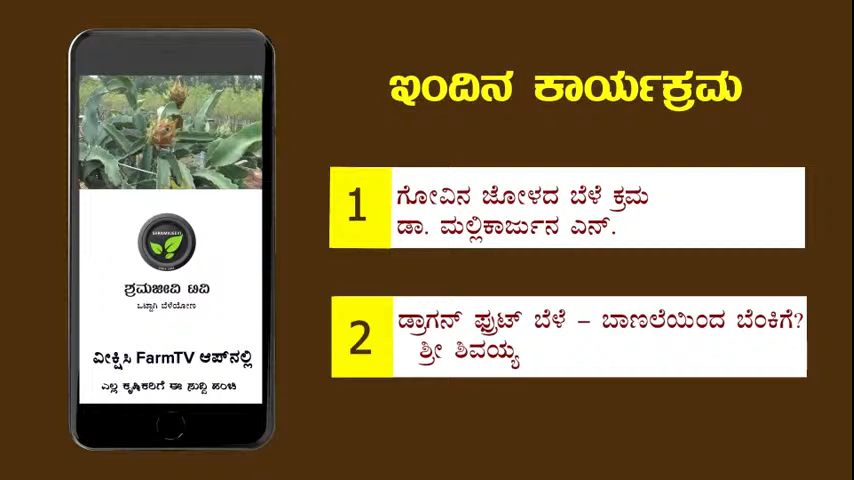 ಇಂದಿನ ಕಾರ್ಯಕ್ರಮ
1
ಗೋವಿನ ಜೋಳದ ಬೆಳೆ ಕ್ರಮ
ಡಾ. ಮಲ್ಲಿಕಾರ್ಜುನ ಎನ್.
2
ಡ್ರಾಗನ್ ಫ್ರುಟ್ ಬೆಳೆ – ಬಾಣಲೆಯಿಂದ ಬೆಂಕಿಗೆ?
ಶ್ರೀ ಶಿವಯ್ಯ
ಶ್ರಮಜೀವಿ ಟಿವಿ
ಒಟ್ಟಾಗಿ ಬೆಳೆಯೋಣ
ವೀಕ್ಷಿಸಿ FarmTV ಆಪ್‌ನಲ್ಲಿ
ಎಲ್ಲ ಕೃಷಿಕರಿಗೆ ಈ ಸುದ್ದಿ ಹಂಚಿ